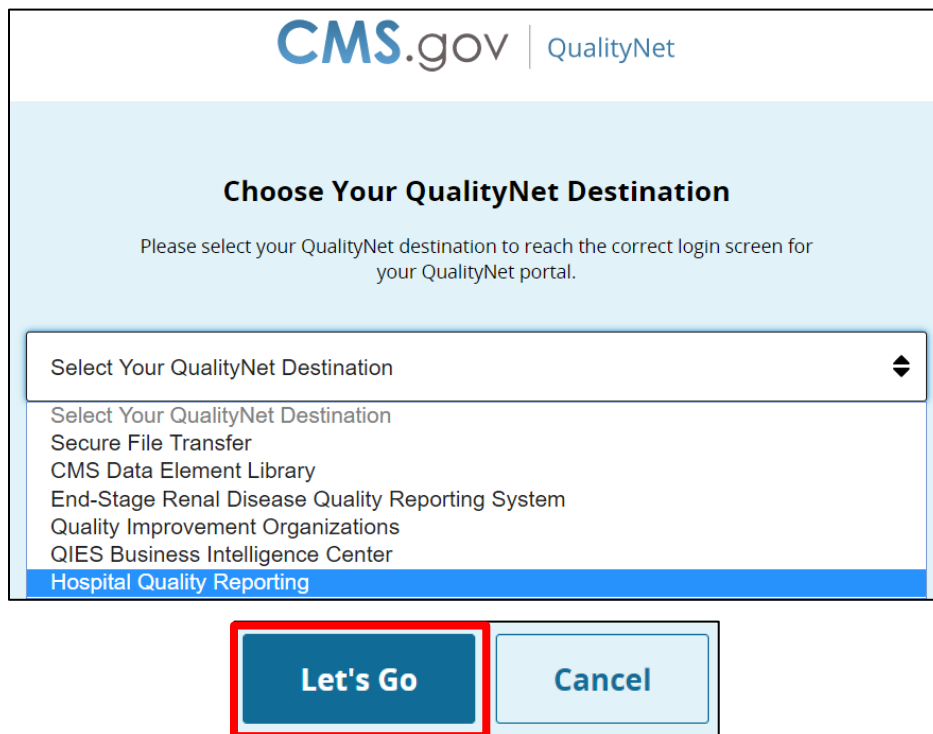 CMS.gov | QualityNet
Choose Your QualityNet Destination
Please select your QualityNet destination to reach the correct login screen for
your QualityNet portal.
Select Your QualityNet Destination
Select Your QualityNet Destination
Secure File Transfer
CMS Data Element Library
End-Stage Renal Disease Quality Reporting System
Quality Improvement Organizations
QIES Business Intelligence Center
Hospital Quality Reporting
Let's Go Cancel